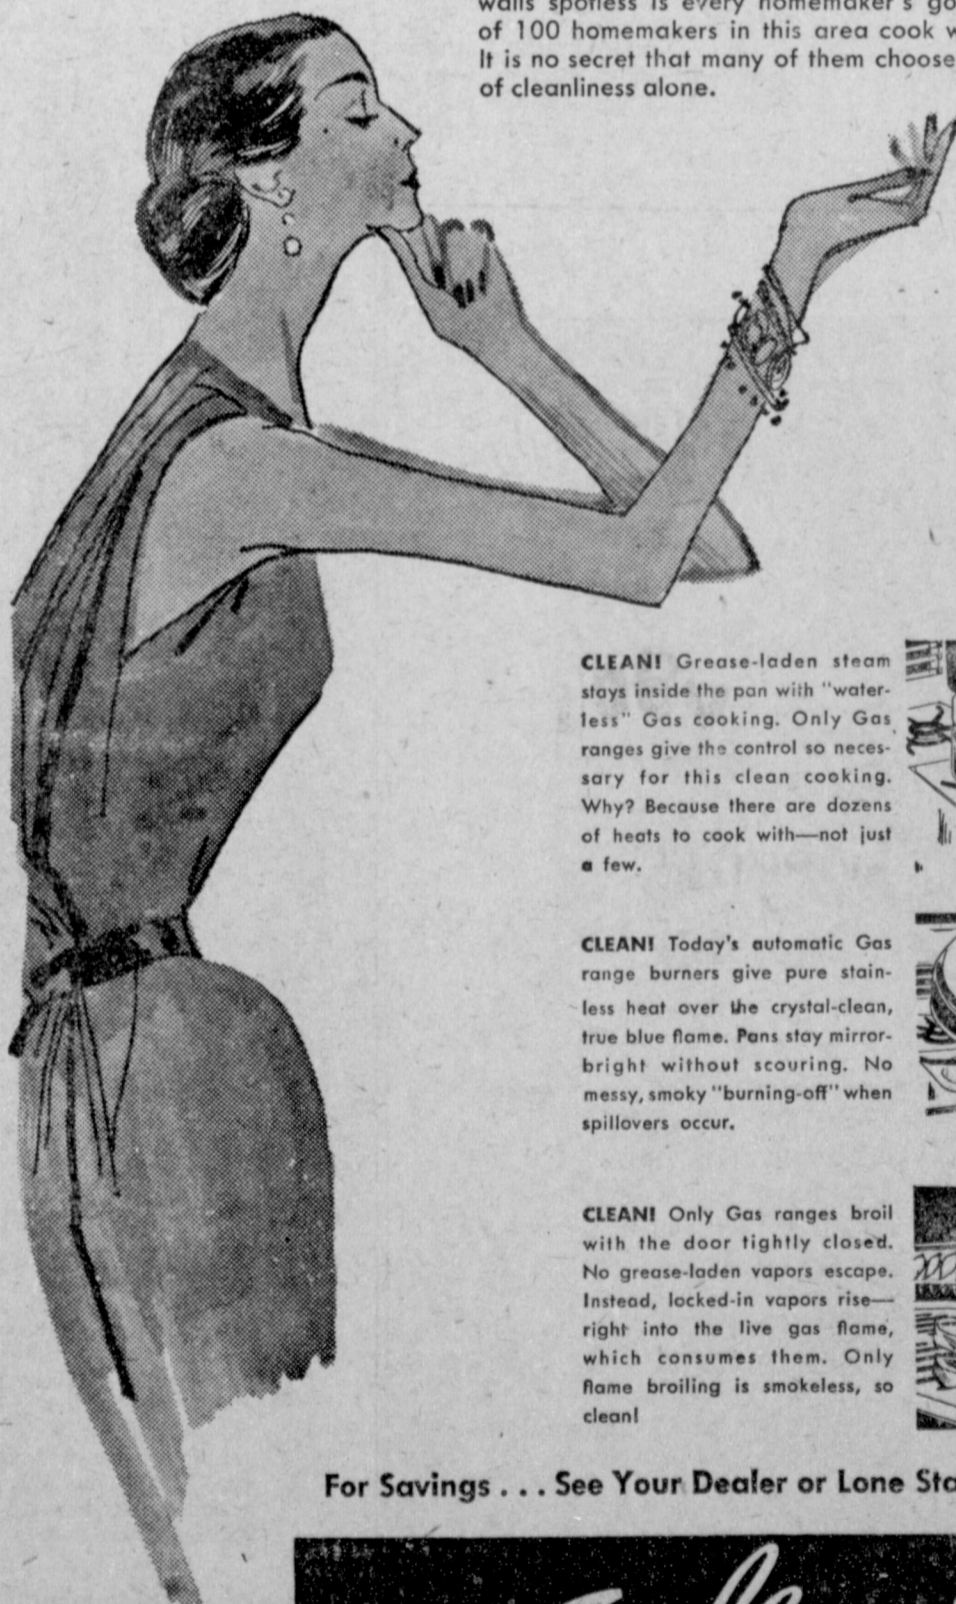 walls spotless is every homemaker's
of 100 homemakers in this area cook
It is no secret that many of them choose
of cleanliness alone.
CLEAN! Grease-laden steam
stays inside the pan with "water-
less" Gas cooking. Only Gas
ranges give the control so neces-
sary for this clean cooking.
Why? Because there are dozens
of heats to cook with—not just
a few.
CLEAN! Today's automatic Gas
range burners give pure stain-
less heat over the crystal-clean,
true blue flame. Pans stay mirror-
bright without scouring. No
messy, smoky "burning-off" when
spillovers occur.
CLEAN! Only Gas ranges broil
with the door tightly closed.
No grease-laden vapors escape.
Instead, locked-in vapors rise—
right into the live gas flame,
which consumes them. Only
flame broiling is smokeless, so
clean!
For Savings . . . See Your Dealer or Lone